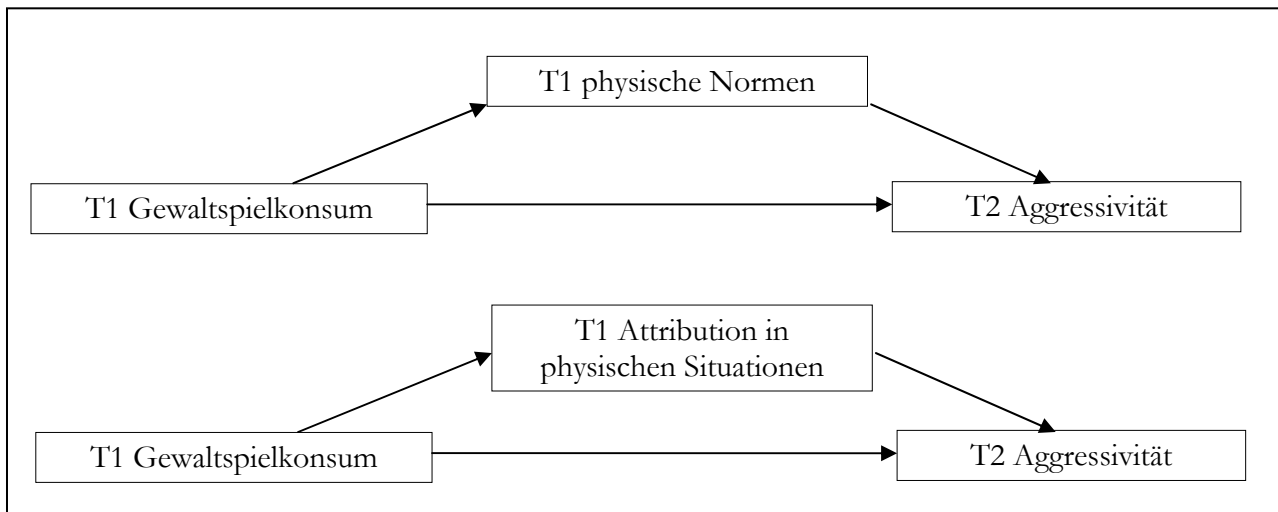 T1 physische Normen
T1 Gewaltspielkonsum
T2 Aggressivität
T1 Attribution in
physischen Situationen
T1 Gewaltspielkonsum
T2 Aggressivität